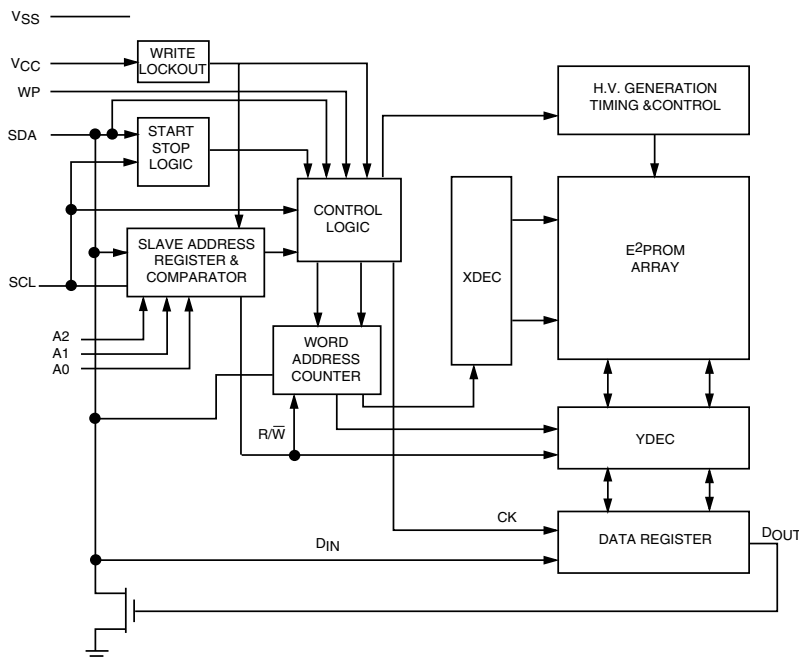 VSS
VCC
WRITE
LOCKOUT
WP
H.V. GENERATION
TIMING &CONTROL
SDA
START
STOP
LOGIC
CONTROL
LOGIC
SLAVE ADDRESS
REGISTER &
COMPARATOR
XDEC
E²PROM
ARRAY
SCL
A2
A1
A0
WORD
ADDRESS
COUNTER
R/W̅
YDEC
CK
DIN
DATA REGISTER
DOUT